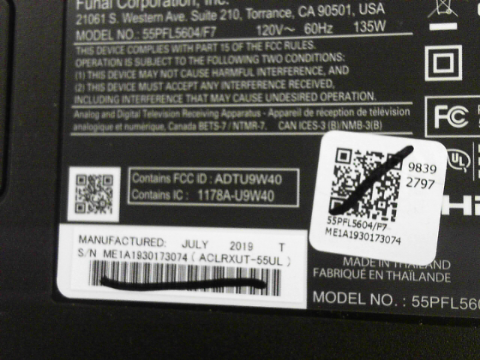 Funai Corporation, Inc.
21061 S. Western Ave. Suite 210, Torrance, CA 90501, USA
MODEL NO. : 55PFL5604/F7 120V~ 60Hz 135W
THIS DEVICE COMPLIES WITH PART 15 OF THE FCC RULES.
OPERATION IS SUBJECT TO THE FOLLOWING TWO CONDITIONS:
(1) THIS DEVICE MAY NOT CAUSE HARMFUL INTERFERENCE, AND
(2) THIS DEVICE MUST ACCEPT ANY INTERFERENCE RECEIVED,
INCLUDING INTERFERENCE THAT MAY CAUSE UNDESIRED OPERATION.
Analog and Digital Television Receiving Apparatus - Appareil de réception de télévision
analogique et numérique, Canada BETS-7 / NTMR-7. CAN ICES-3 (B)/NMB-3(B)
FC
UL
Contains FCC ID : ADTU9W40
Contains IC : 1178A-U9W40
9839
2797
55PFL5604/F7
ME1A1930173074
Hi
MANUFACTURED: JULY 2019 T
S/N ME1A1930173074 (ACLRXUT-55UL)
MADE IN THAILAND
FABRIQUÉ EN THAÏLANDE
MODEL NO. : 55PFL560